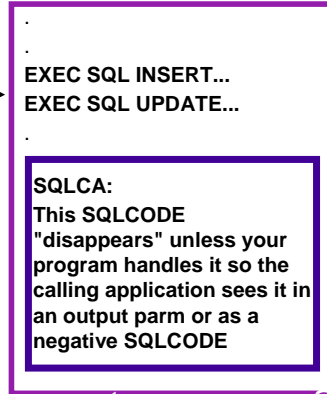 .
.
EXEC SQL INSERT...
EXEC SQL UPDATE...
.
SQLCA:
This SQLCODE
"disappears" unless your
program handles it so the
calling application sees it in
an output parm or as a
negative SQLCODE